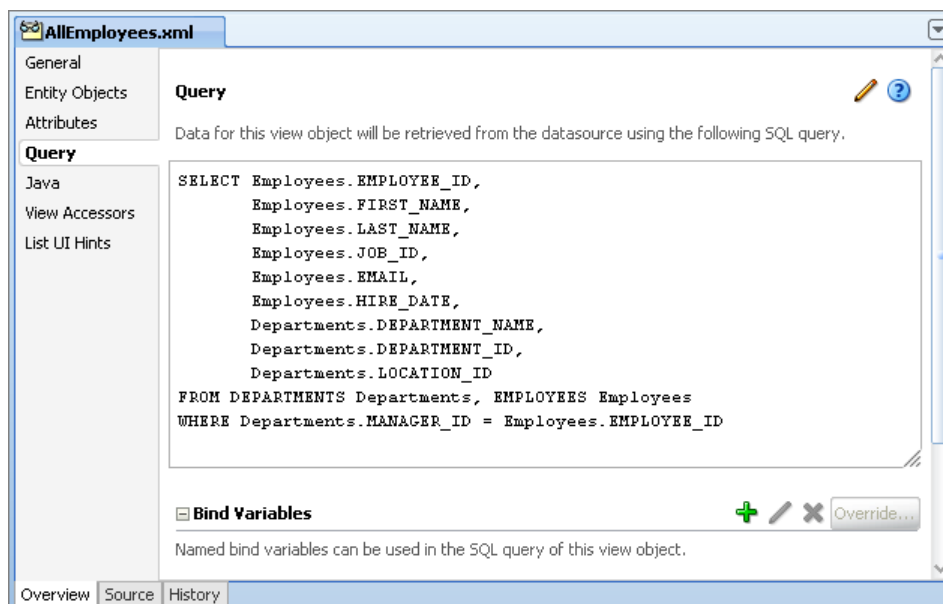 AllEmployees.xml
General
Entity Objects
Attributes
Query
Java
View Accessors
List UI Hints
Query
Data for this view object will be retrieved from the datasource using the following SQL query.
SELECT Employees.EMPLOYEE_ID,
Employees.FIRST_NAME,
Employees.LAST_NAME,
Employees.JOB_ID,
Employees.EMAIL,
Employees.HIRE_DATE,
Departments.DEPARTMENT_NAME,
Departments.DEPARTMENT_ID,
Departments.LOCATION_ID
FROM DEPARTMENTS Departments, EMPLOYEES Employees
WHERE Departments.MANAGER_ID = Employees.EMPLOYEE_ID
Bind Variables
Override...
Named bind variables can be used in the SQL query of this view object.
Overview Source History